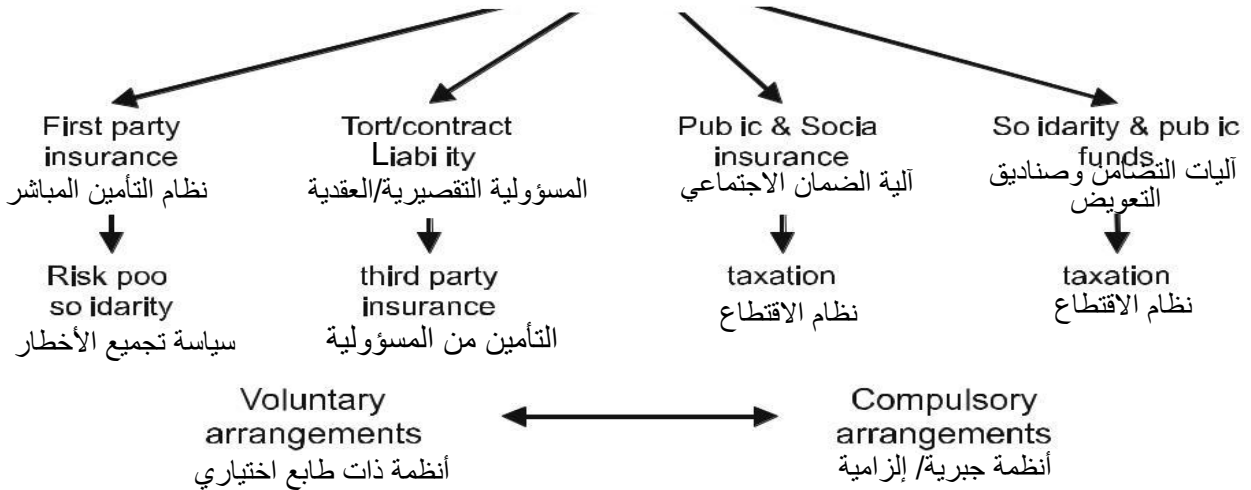 First party
insurance
نظام التأمين المباشر
Tort/contract
Liabi ity
المسؤولية التقصيرية/العقدية
Pub ic & Socia
insurance
آلية الضمان الاجتماعي
So idarity & pub ic
funds
آليات التضامن وصناديق
التعويض
Risk poo
so idarity
سياسة تجميع الأخطار
third party
insurance
التأمين من المسؤولية
taxation
نظام الاقتطاع
taxation
نظام الاقتطاع
Voluntary
arrangements
أنظمة ذات طابع اختياري
Compulsory
arrangements
أنظمة جبرية/ إلزامية